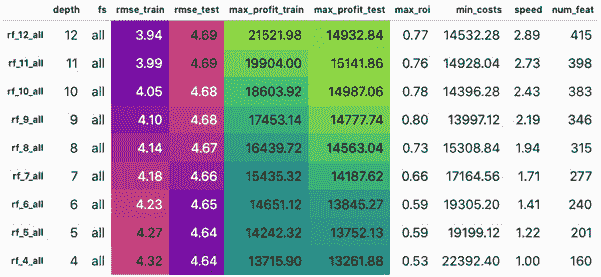 depth fs rmse_train rmse_test max_profit_train max_profit_test max_roi min_costs speed num_feat
rf_12_all 12 all 3.94 4.69 21521.98 14932.84 0.77 14532.28 2.89 415
rf_11_all 11 all 3.99 4.69 19904.00 15141.86 0.76 14928.04 2.73 398
rf_10_all 10 all 4.05 4.68 18603.92 14987.06 0.78 14396.28 2.43 383
rf_9_all 9 all 4.10 4.68 17453.14 14777.74 0.80 13997.12 2.19 346
rf_8_all 8 all 4.14 4.67 16439.72 14563.04 0.73 15308.84 1.94 315
rf_7_all 7 all 4.18 4.66 15435.32 14187.62 0.66 17164.56 1.71 277
rf_6_all 6 all 4.23 4.65 14651.12 13845.27 0.59 19305.20 1.41 240
rf_5_all 5 all 4.27 4.64 14242.32 13752.13 0.59 19199.12 1.22 201
rf_4_all 4 all 4.32 4.64 13715.90 13261.88 0.53 22392.40 1.00 160